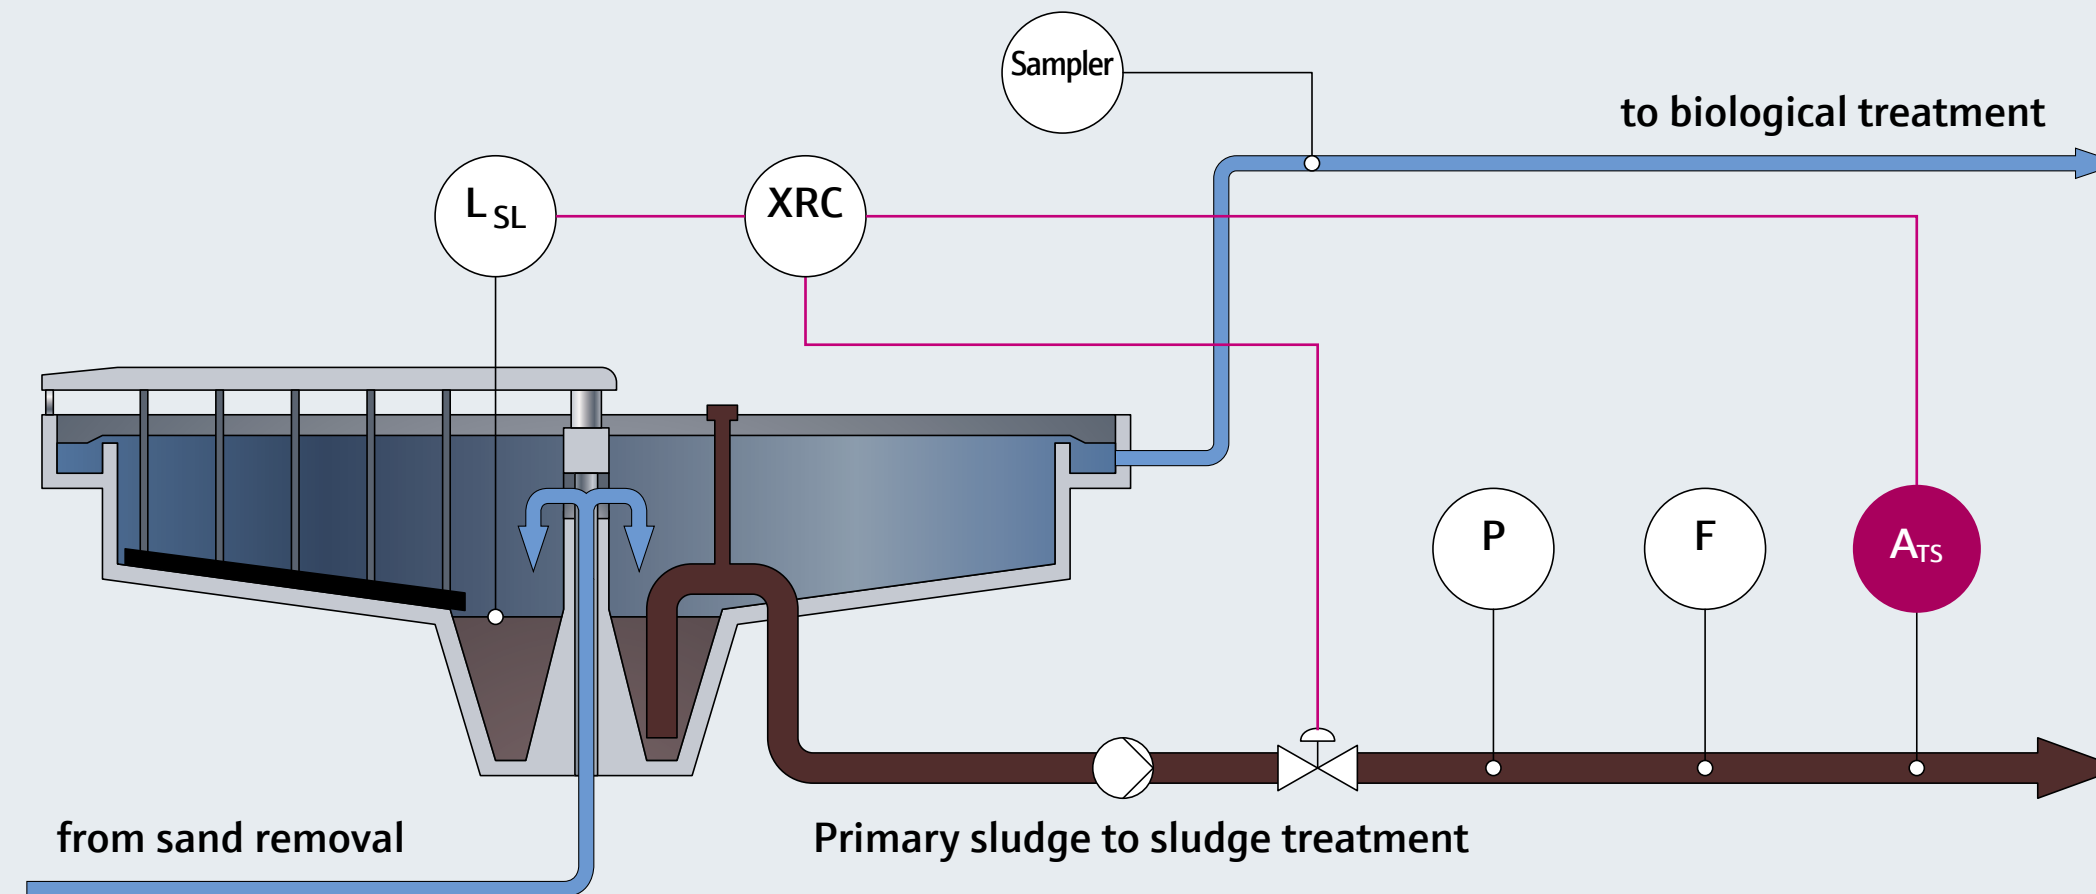 Sampler
to biological treatment
L SL
XRC
P
F
ATS
from sand removal
Primary sludge to sludge treatment